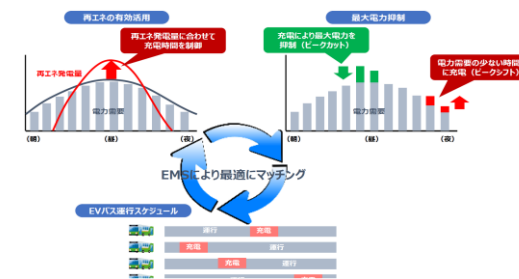 再エネの有効活用
再エネ発電量に合わせて
充電時間を制御
再エネ発電量
電力需要
(朝)
(昼)
(夜)
最大電力抑制
充電により最大電力を
抑制（ピークカット）
電力需要の少ない時間
に充電（ピークシフト）
電力需要
(朝)
(昼)
(夜)
EMSにより最適にマッチング
EVバス運行スケジュール
運行
充電
充電
運行
充電
運行